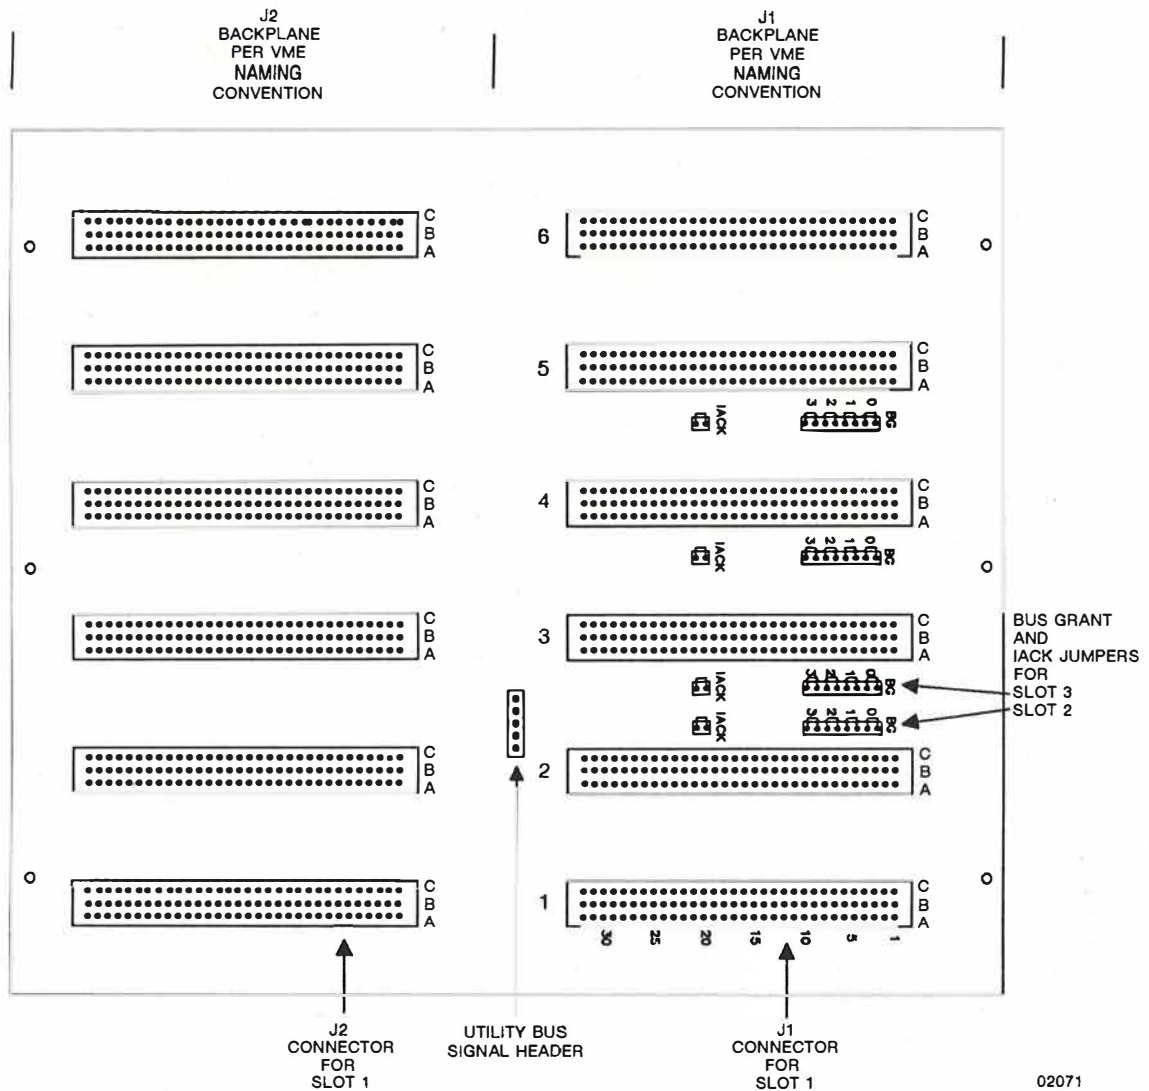 J2
BACKPLANE
PER VME
NAMING
CONVENTION
J1
BACKPLANE
PER VME
NAMING
CONVENTION
C
B
A
6
C
B
A
C
B
A
5
C
B
A
IACK
3 2 1 0 BG
C
B
A
4
C
B
A
IACK
3 2 1 0 BG
C
B
A
3
C
B
A
IACK
3 2 1 0 BG
IACK
3 2 1 0 BG
BUS GRANT
AND
IACK JUMPERS
FOR
SLOT 3
SLOT 2
C
B
A
2
C
B
A
C
B
A
1
C
B
A
30 25 20 15 10 5 1
J2
CONNECTOR
FOR
SLOT 1
UTILITY BUS
SIGNAL HEADER
J1
CONNECTOR
FOR
SLOT 1
02071